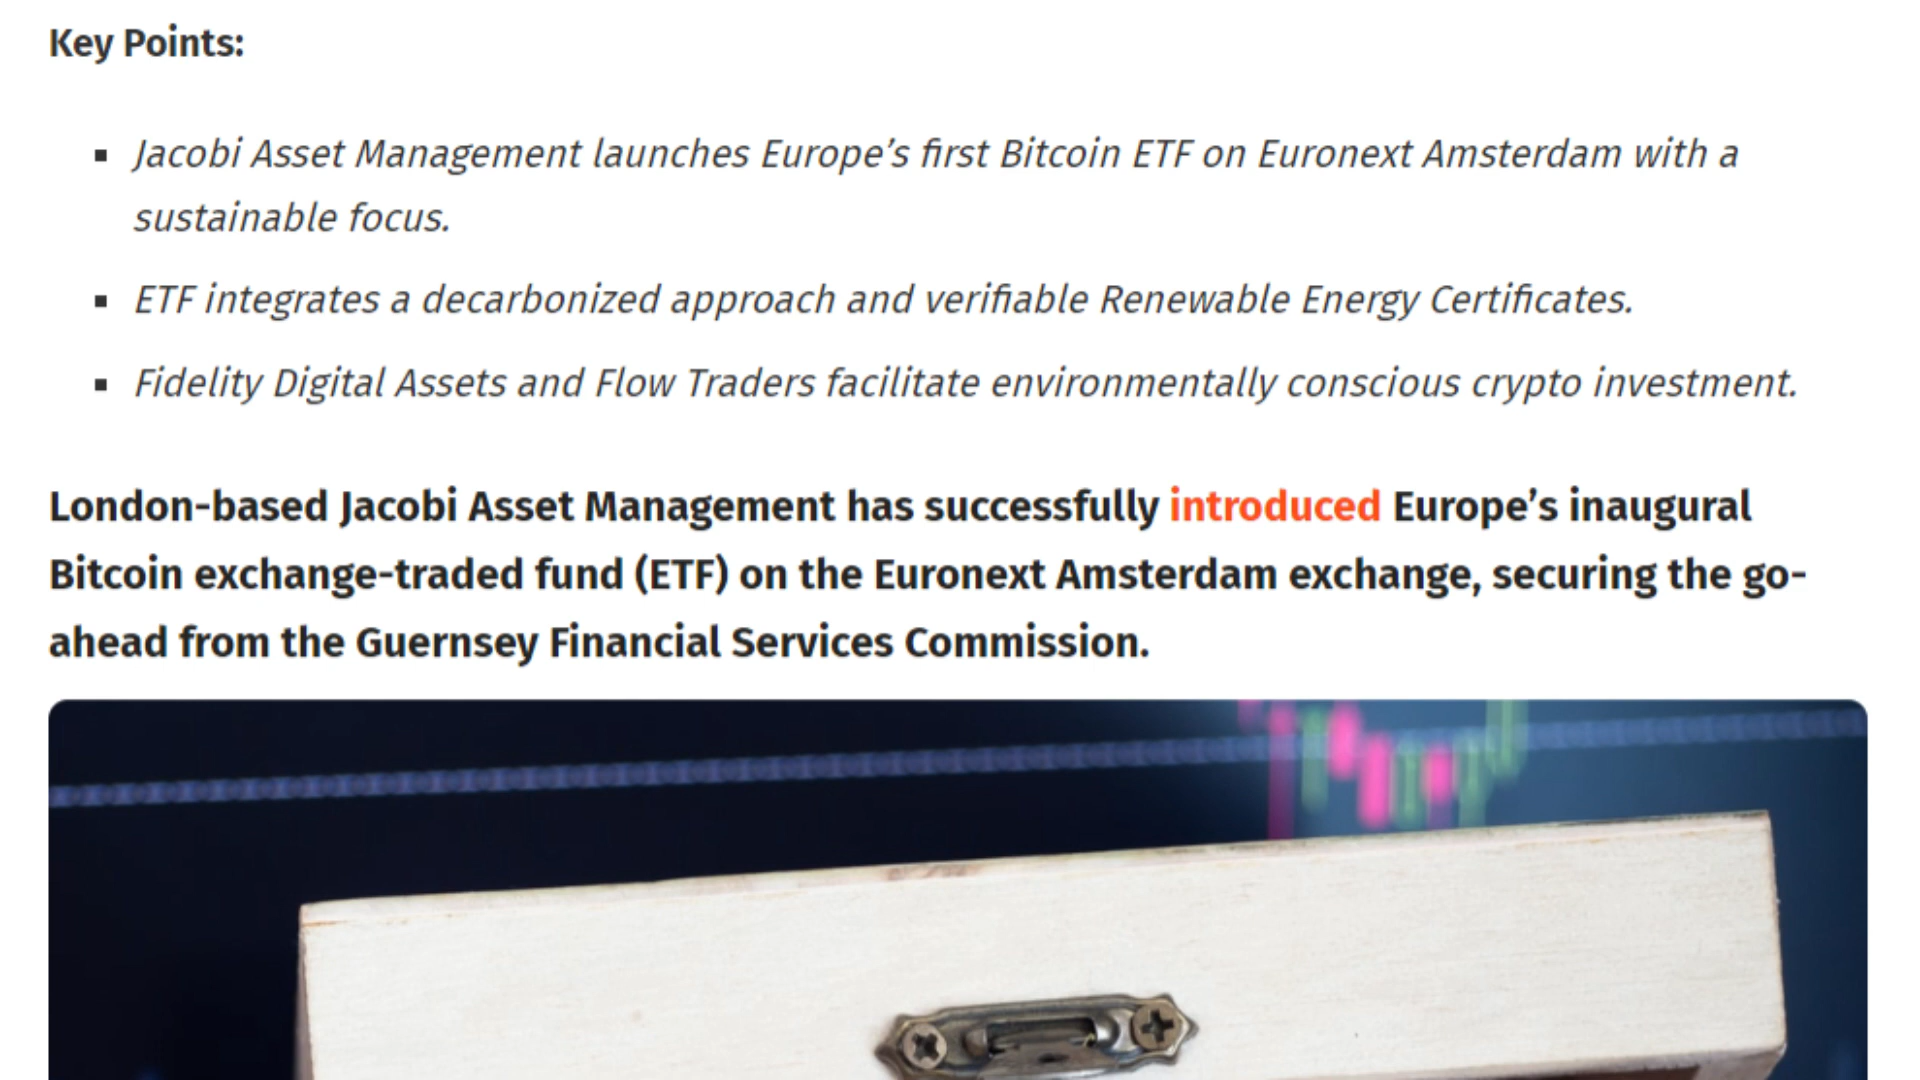 Key Points:
▪ Jacobi Asset Management launches Europe’s first Bitcoin ETF on Euronext Amsterdam with a
sustainable focus.
▪ ETF integrates a decarbonized approach and verifiable Renewable Energy Certificates.
▪ Fidelity Digital Assets and Flow Traders facilitate environmentally conscious crypto investment.
London-based Jacobi Asset Management has successfully introduced Europe’s inaugural
Bitcoin exchange-traded fund (ETF) on the Euronext Amsterdam exchange, securing the go-
ahead from the Guernsey Financial Services Commission.